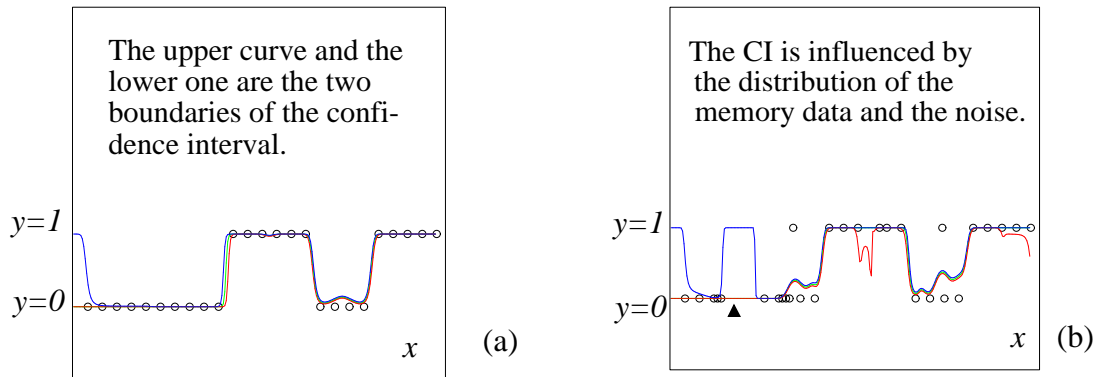 The upper curve and the
lower one are the two
boundaries of the confi-
dence interval.
y=1
y=0
x
(a)
The CI is influenced by
the distribution of the
memory data and the noise.
y=1
y=0
x
(b)